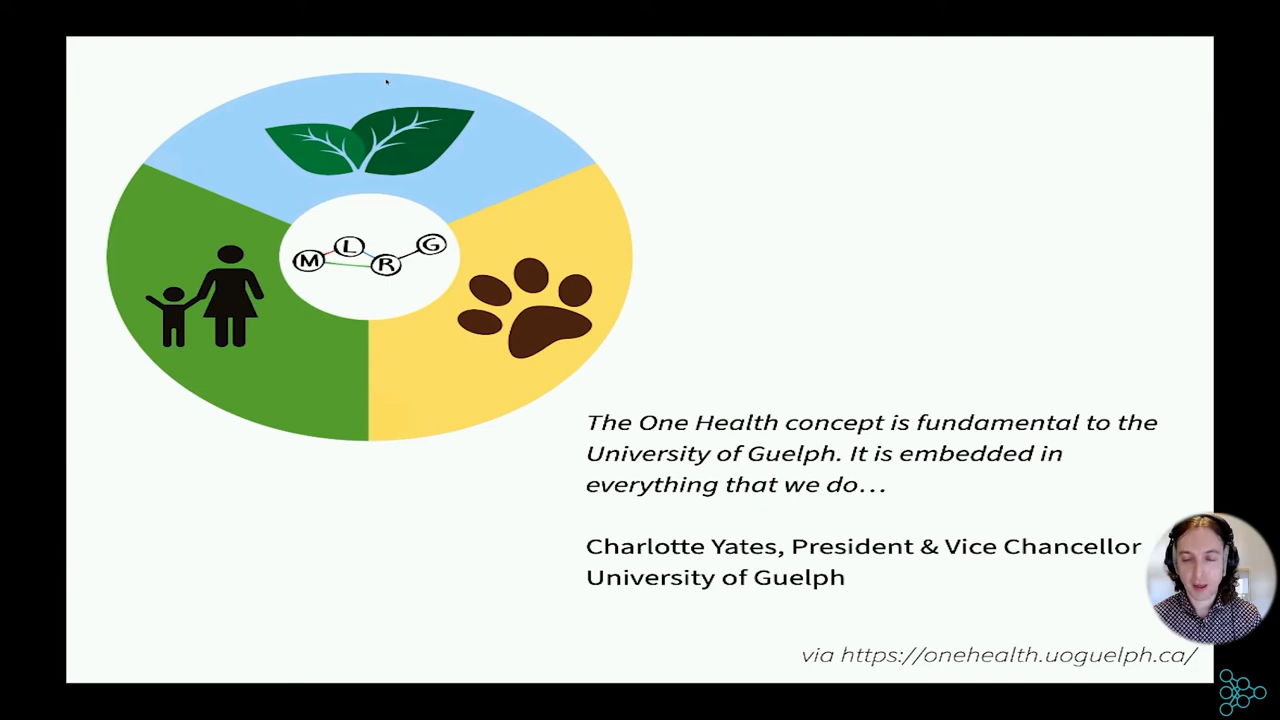 M L R G
The One Health concept is fundamental to the
University of Guelph. It is embedded in
everything that we do…
Charlotte Yates, President & Vice Chancellor
University of Guelph
via https://onehealth.uoguelph.ca/